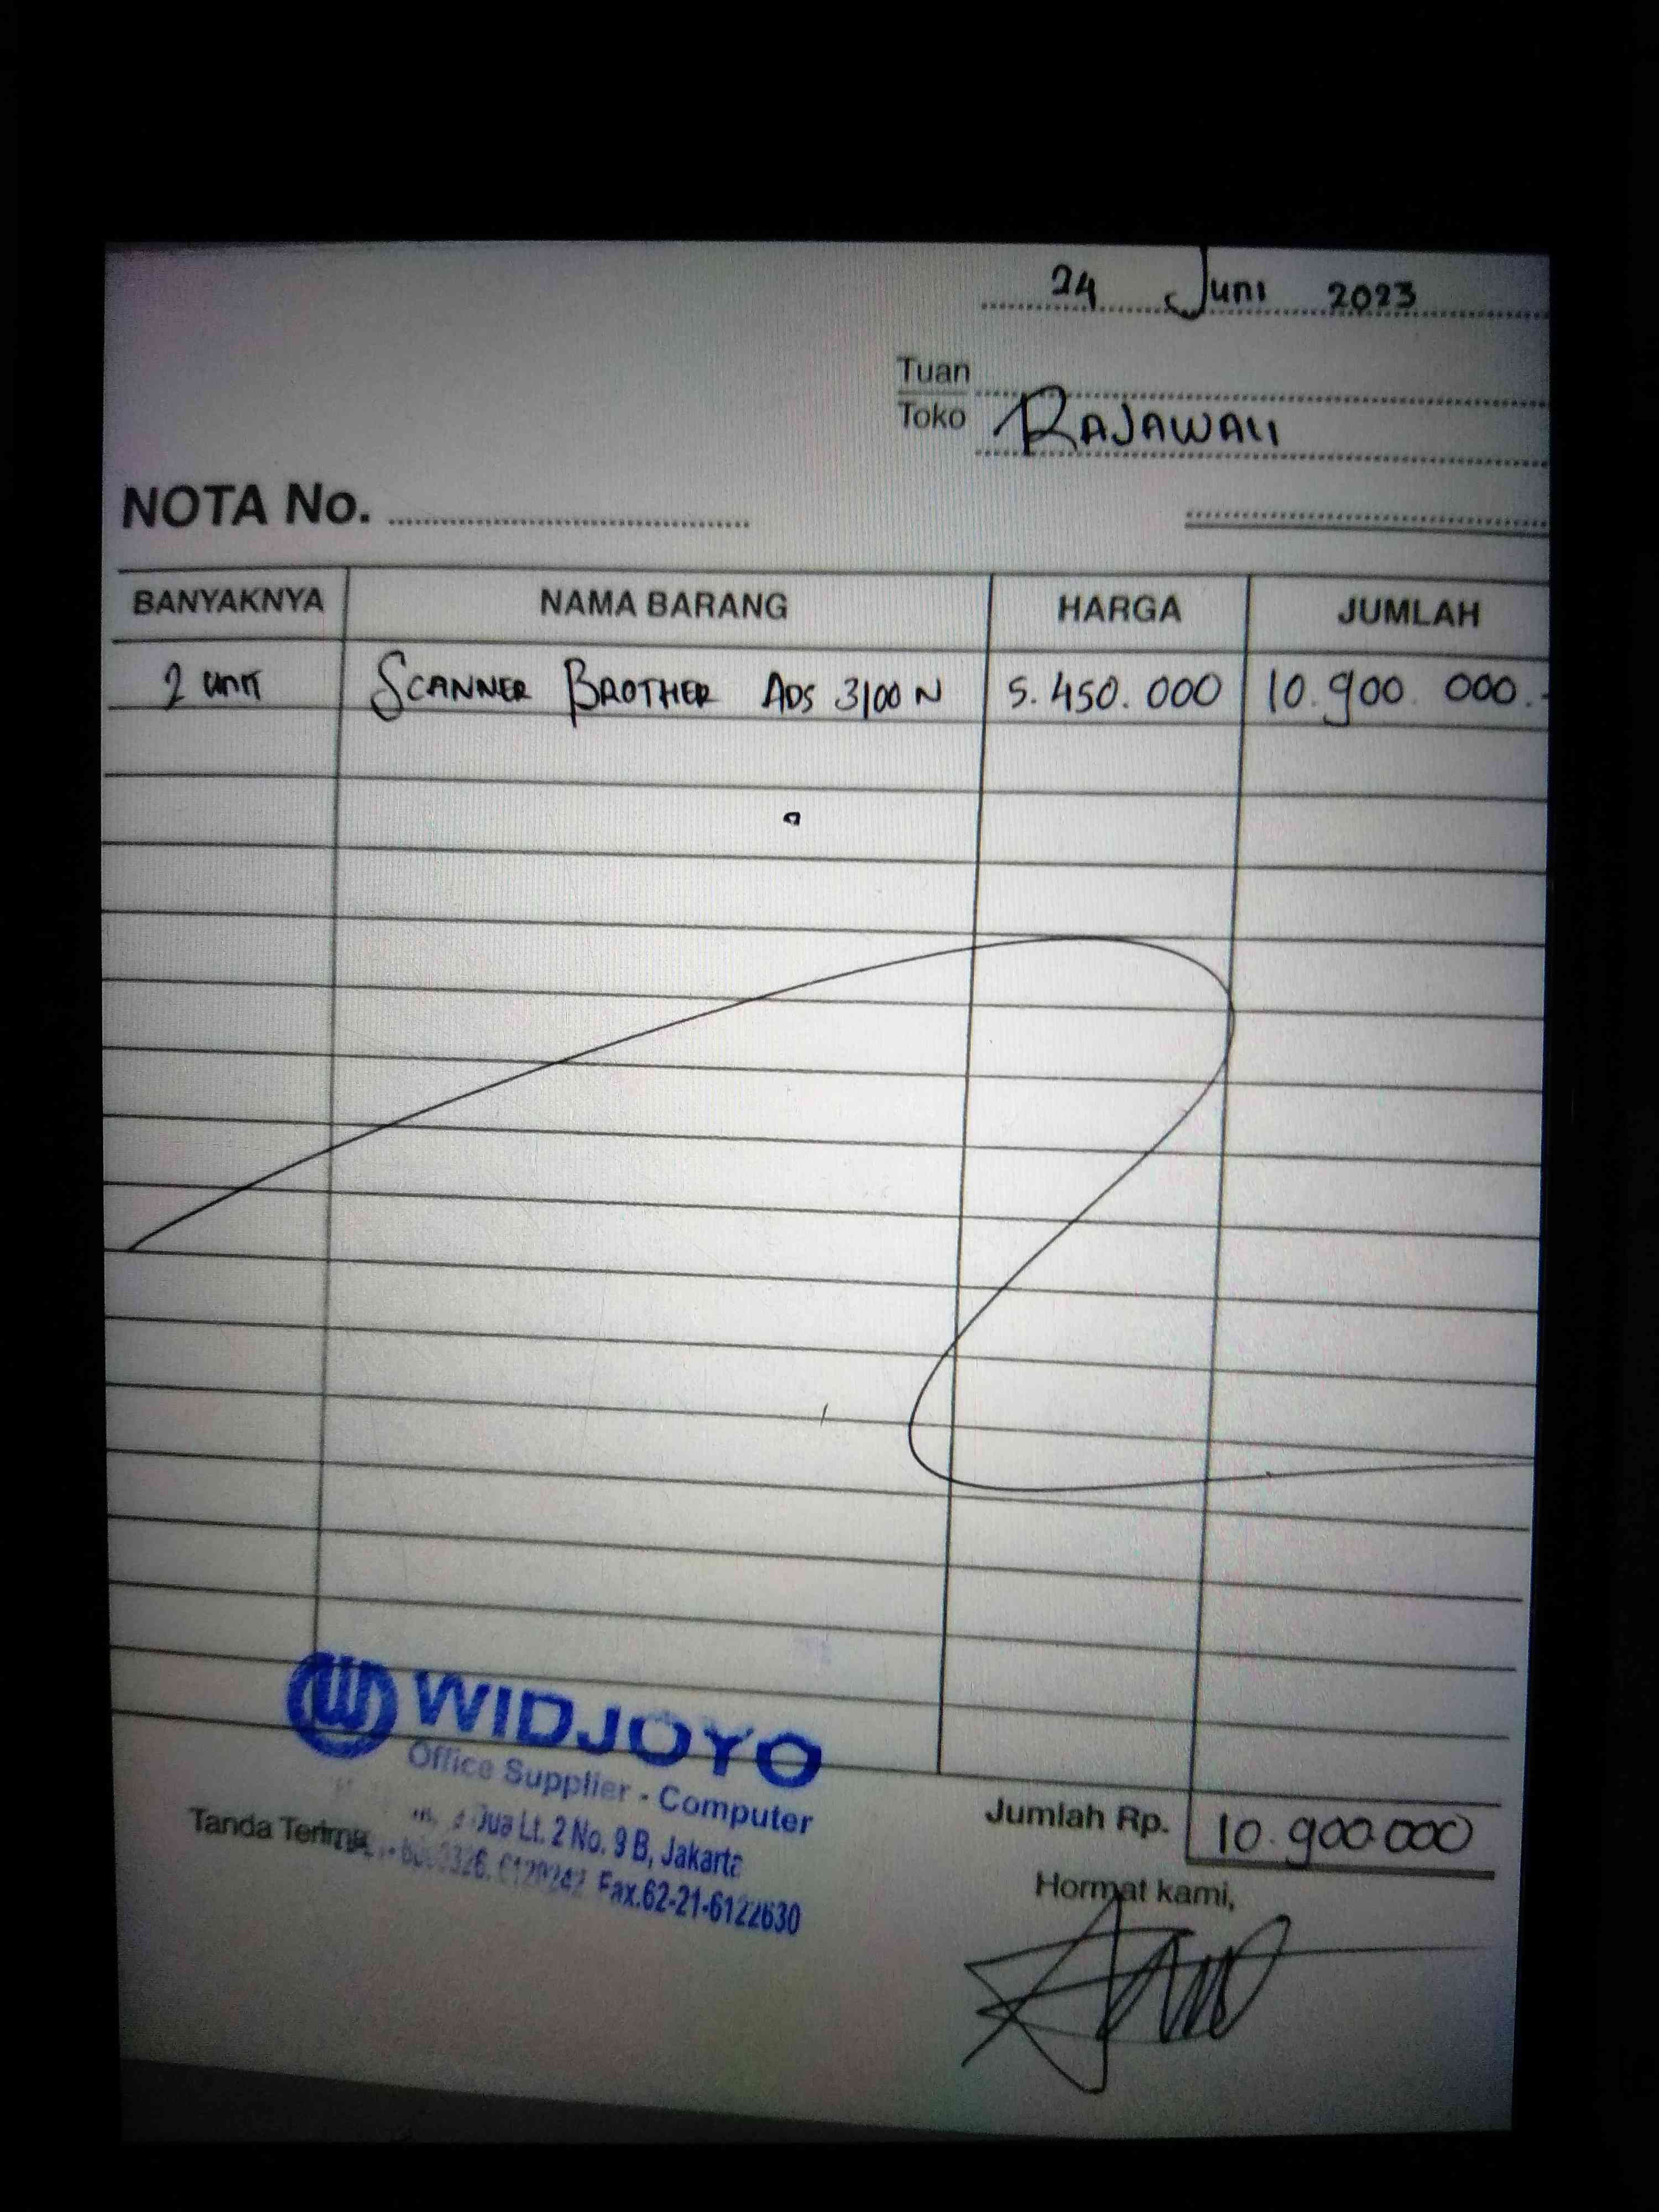 24 Juni 2023
Tuan
Toko RAJAWALI
NOTA No.
BANYAKNYA NAMA BARANG HARGA JUMLAH
2 unit SCANNER BROTHER ADS 3100 N 5.450.000 10.900.000.-
WIDJOYO
Office Supplier - Computer
Dua Lt. 2 No. 9 B, Jakarta
Fax.62-21-6122630
Tanda Terima
Jumlah Rp. 10.900.000
Hormat kami,